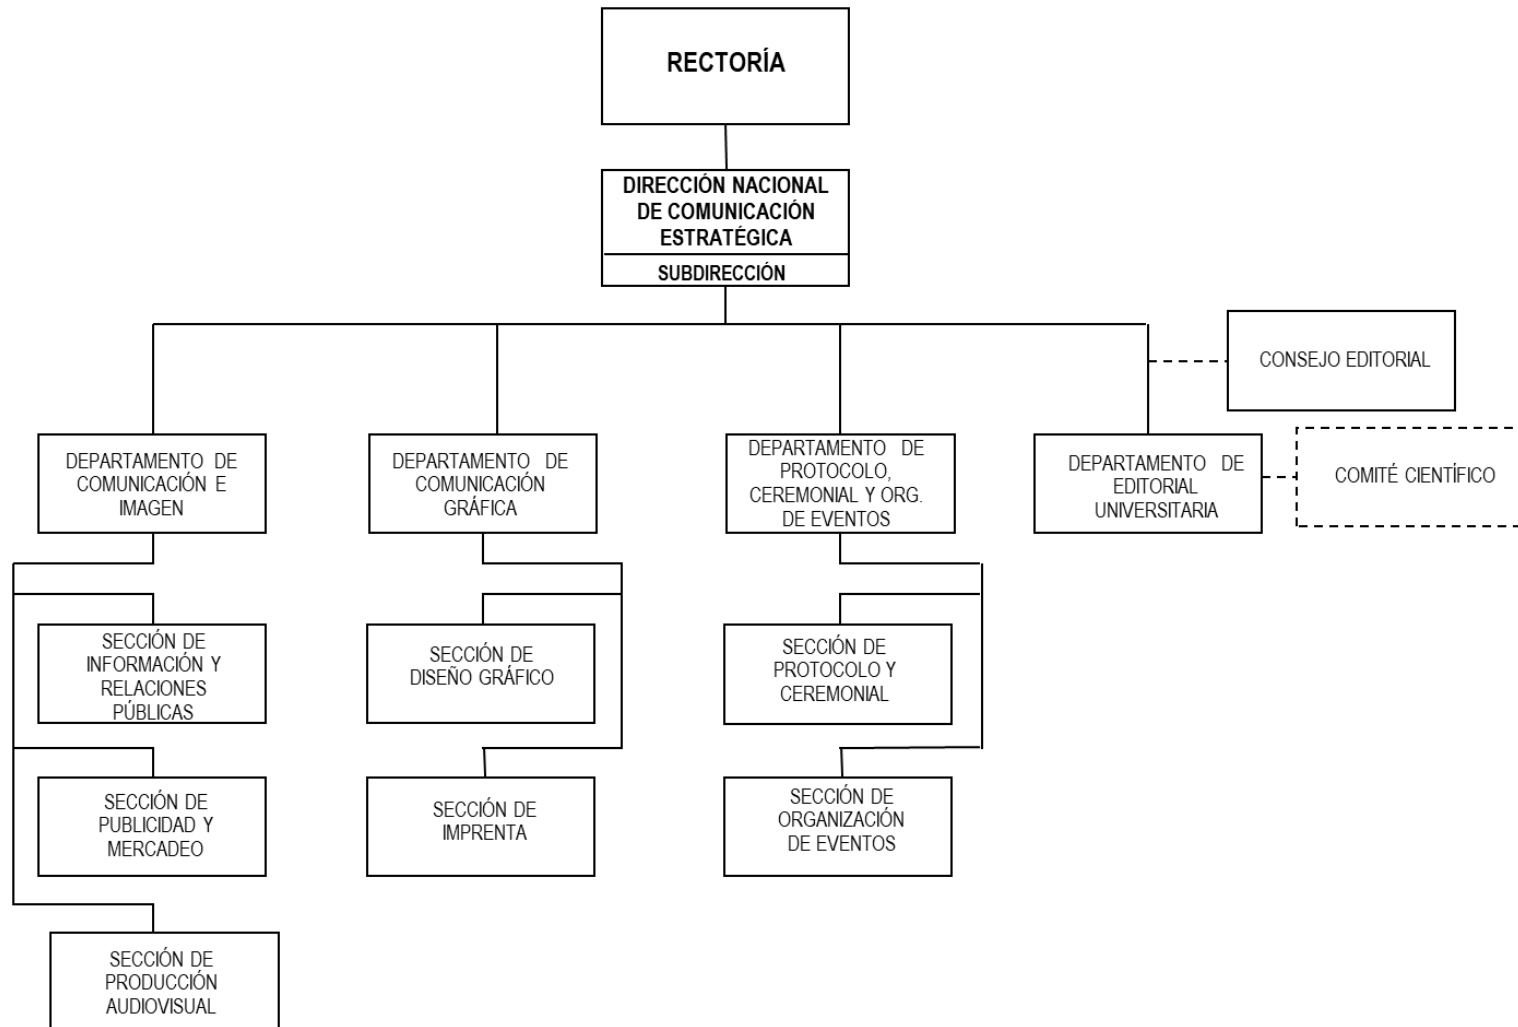 RECTORÍA
DIRECCIÓN NACIONAL
DE COMUNICACIÓN
ESTRATÉGICA
SUBDIRECCIÓN
CONSEJO EDITORIAL
DEPARTAMENTO DE
COMUNICACIÓN E
IMAGEN
DEPARTAMENTO DE
COMUNICACIÓN
GRÁFICA
DEPARTAMENTO DE
PROTOCOLO,
CEREMONIAL Y ORG.
DE EVENTOS
DEPARTAMENTO DE
EDITORIAL
UNIVERSITARIA
COMITÉ CIENTÍFICO
SECCIÓN DE
INFORMACIÓN Y
RELACIONES
PÚBLICAS
SECCIÓN DE
DISEÑO GRÁFICO
SECCIÓN DE
PROTOCOLO Y
CEREMONIAL
SECCIÓN DE
PUBLICIDAD Y
MERCADEO
SECCIÓN DE
IMPRENTA
SECCIÓN DE
ORGANIZACIÓN
DE EVENTOS
SECCIÓN DE
PRODUCCIÓN
AUDIOVISUAL